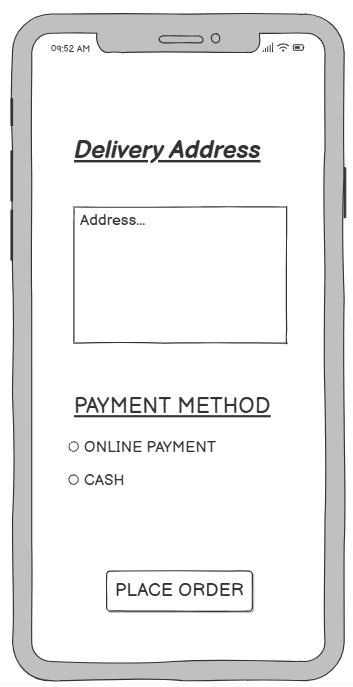 09:52 AM
Delivery Address
Address...
PAYMENT METHOD
ONLINE PAYMENT
CASH
PLACE ORDER